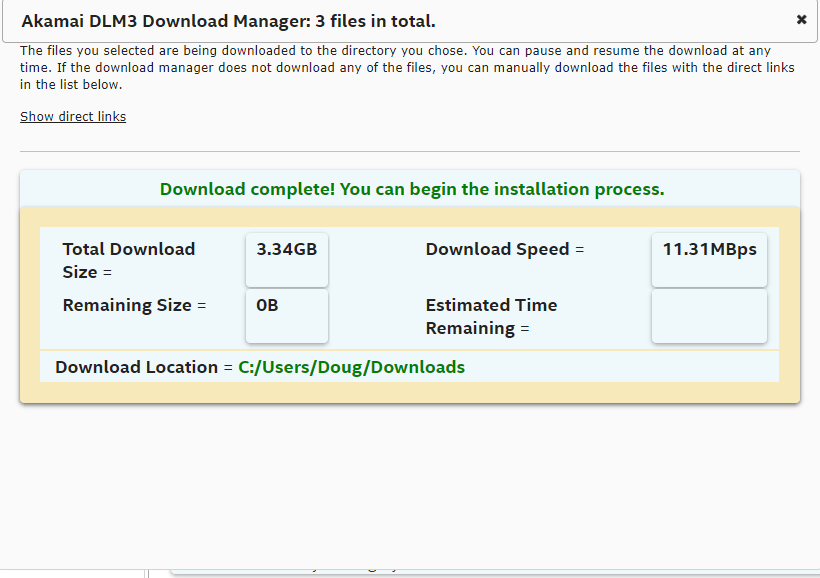 Akamai DLM3 Download Manager: 3 files in total. ✖
The files you selected are being downloaded to the directory you chose. You can pause and resume the download at any
time. If the download manager does not download any of the files, you can manually download the files with the direct links
in the list below.
Show direct links
Download complete! You can begin the installation process.
Total Download Size = 3.34GB
Download Speed = 11.31MBps
Remaining Size = 0B
Estimated Time Remaining =
Download Location = C:/Users/Doug/Downloads